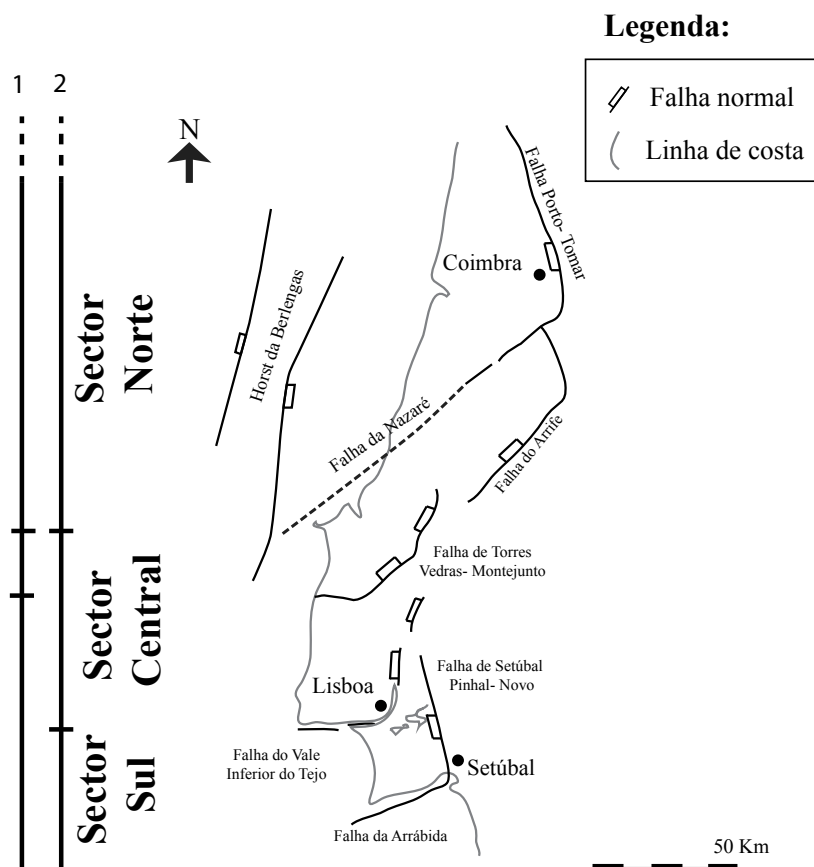 Legenda:
Falha normal
Linha de costa
1
2
N
Falha Porto- Tomar
Coimbra
Sector
Norte
Horst da Berlengas
Falha da Nazaré
Falha do Arrife
Falha de Torres
Vedras- Montejunto
Sector
Central
Falha de Setúbal
Pinhal- Novo
Lisboa
Falha do Vale
Inferior do Tejo
Setúbal
Sector
Sul
Falha da Arrábida
50 Km